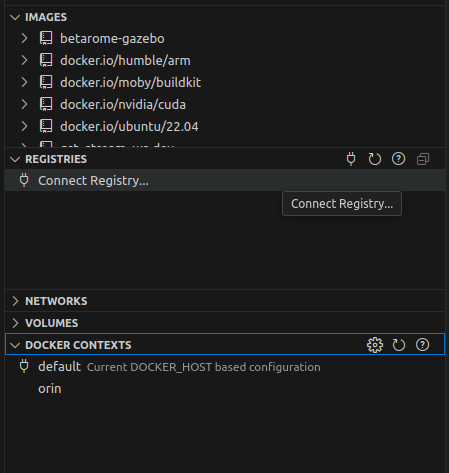 IMAGES
betarome-gazebo
docker.io/humble/arm
docker.io/moby/buildkit
docker.io/nvidia/cuda
docker.io/ubuntu/22.04
REGISTRIES
Connect Registry...
Connect Registry...
NETWORKS
VOLUMES
DOCKER CONTEXTS
default Current DOCKER_HOST based configuration
orin